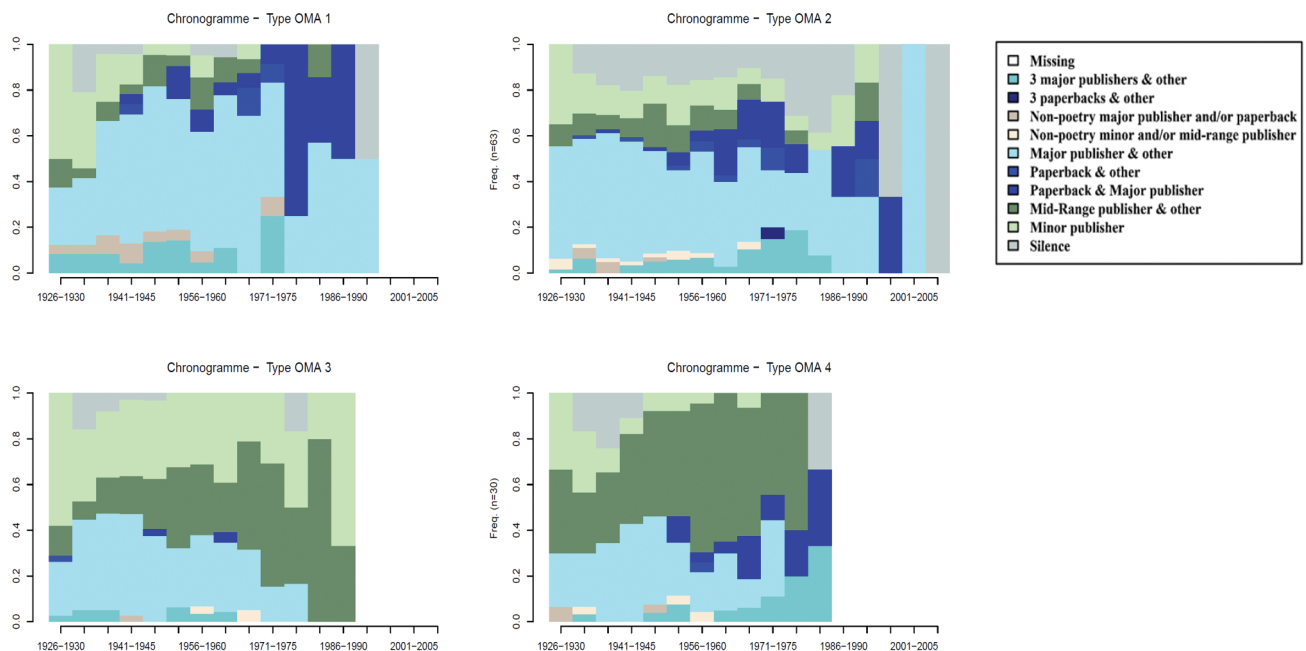 Chronogramme – Type OMA 1
1.0
0.8
0.6
0.4
0.2
0.0
1926–1930 1941–1945 1956–1960 1971–1975 1986–1990 2001–2005
Chronogramme – Type OMA 2
Freq. (n=63)
1.0
0.8
0.6
0.4
0.2
0.0
1926–1930 1941–1945 1956–1960 1971–1975 1986–1990 2001–2005
Missing
3 major publishers & other
3 paperbacks & other
Non-poetry major publisher and/or paperback
Non-poetry minor and/or mid-range publisher
Major publisher & other
Paperback & other
Paperback & Major publisher
Mid-Range publisher & other
Minor publisher
Silence
Chronogramme – Type OMA 3
1.0
0.8
0.6
0.4
0.2
0.0
1926–1930 1941–1945 1956–1960 1971–1975 1986–1990 2001–2005
Chronogramme – Type OMA 4
Freq. (n=30)
1.0
0.8
0.6
0.4
0.2
0.0
1926–1930 1941–1945 1956–1960 1971–1975 1986–1990 2001–2005